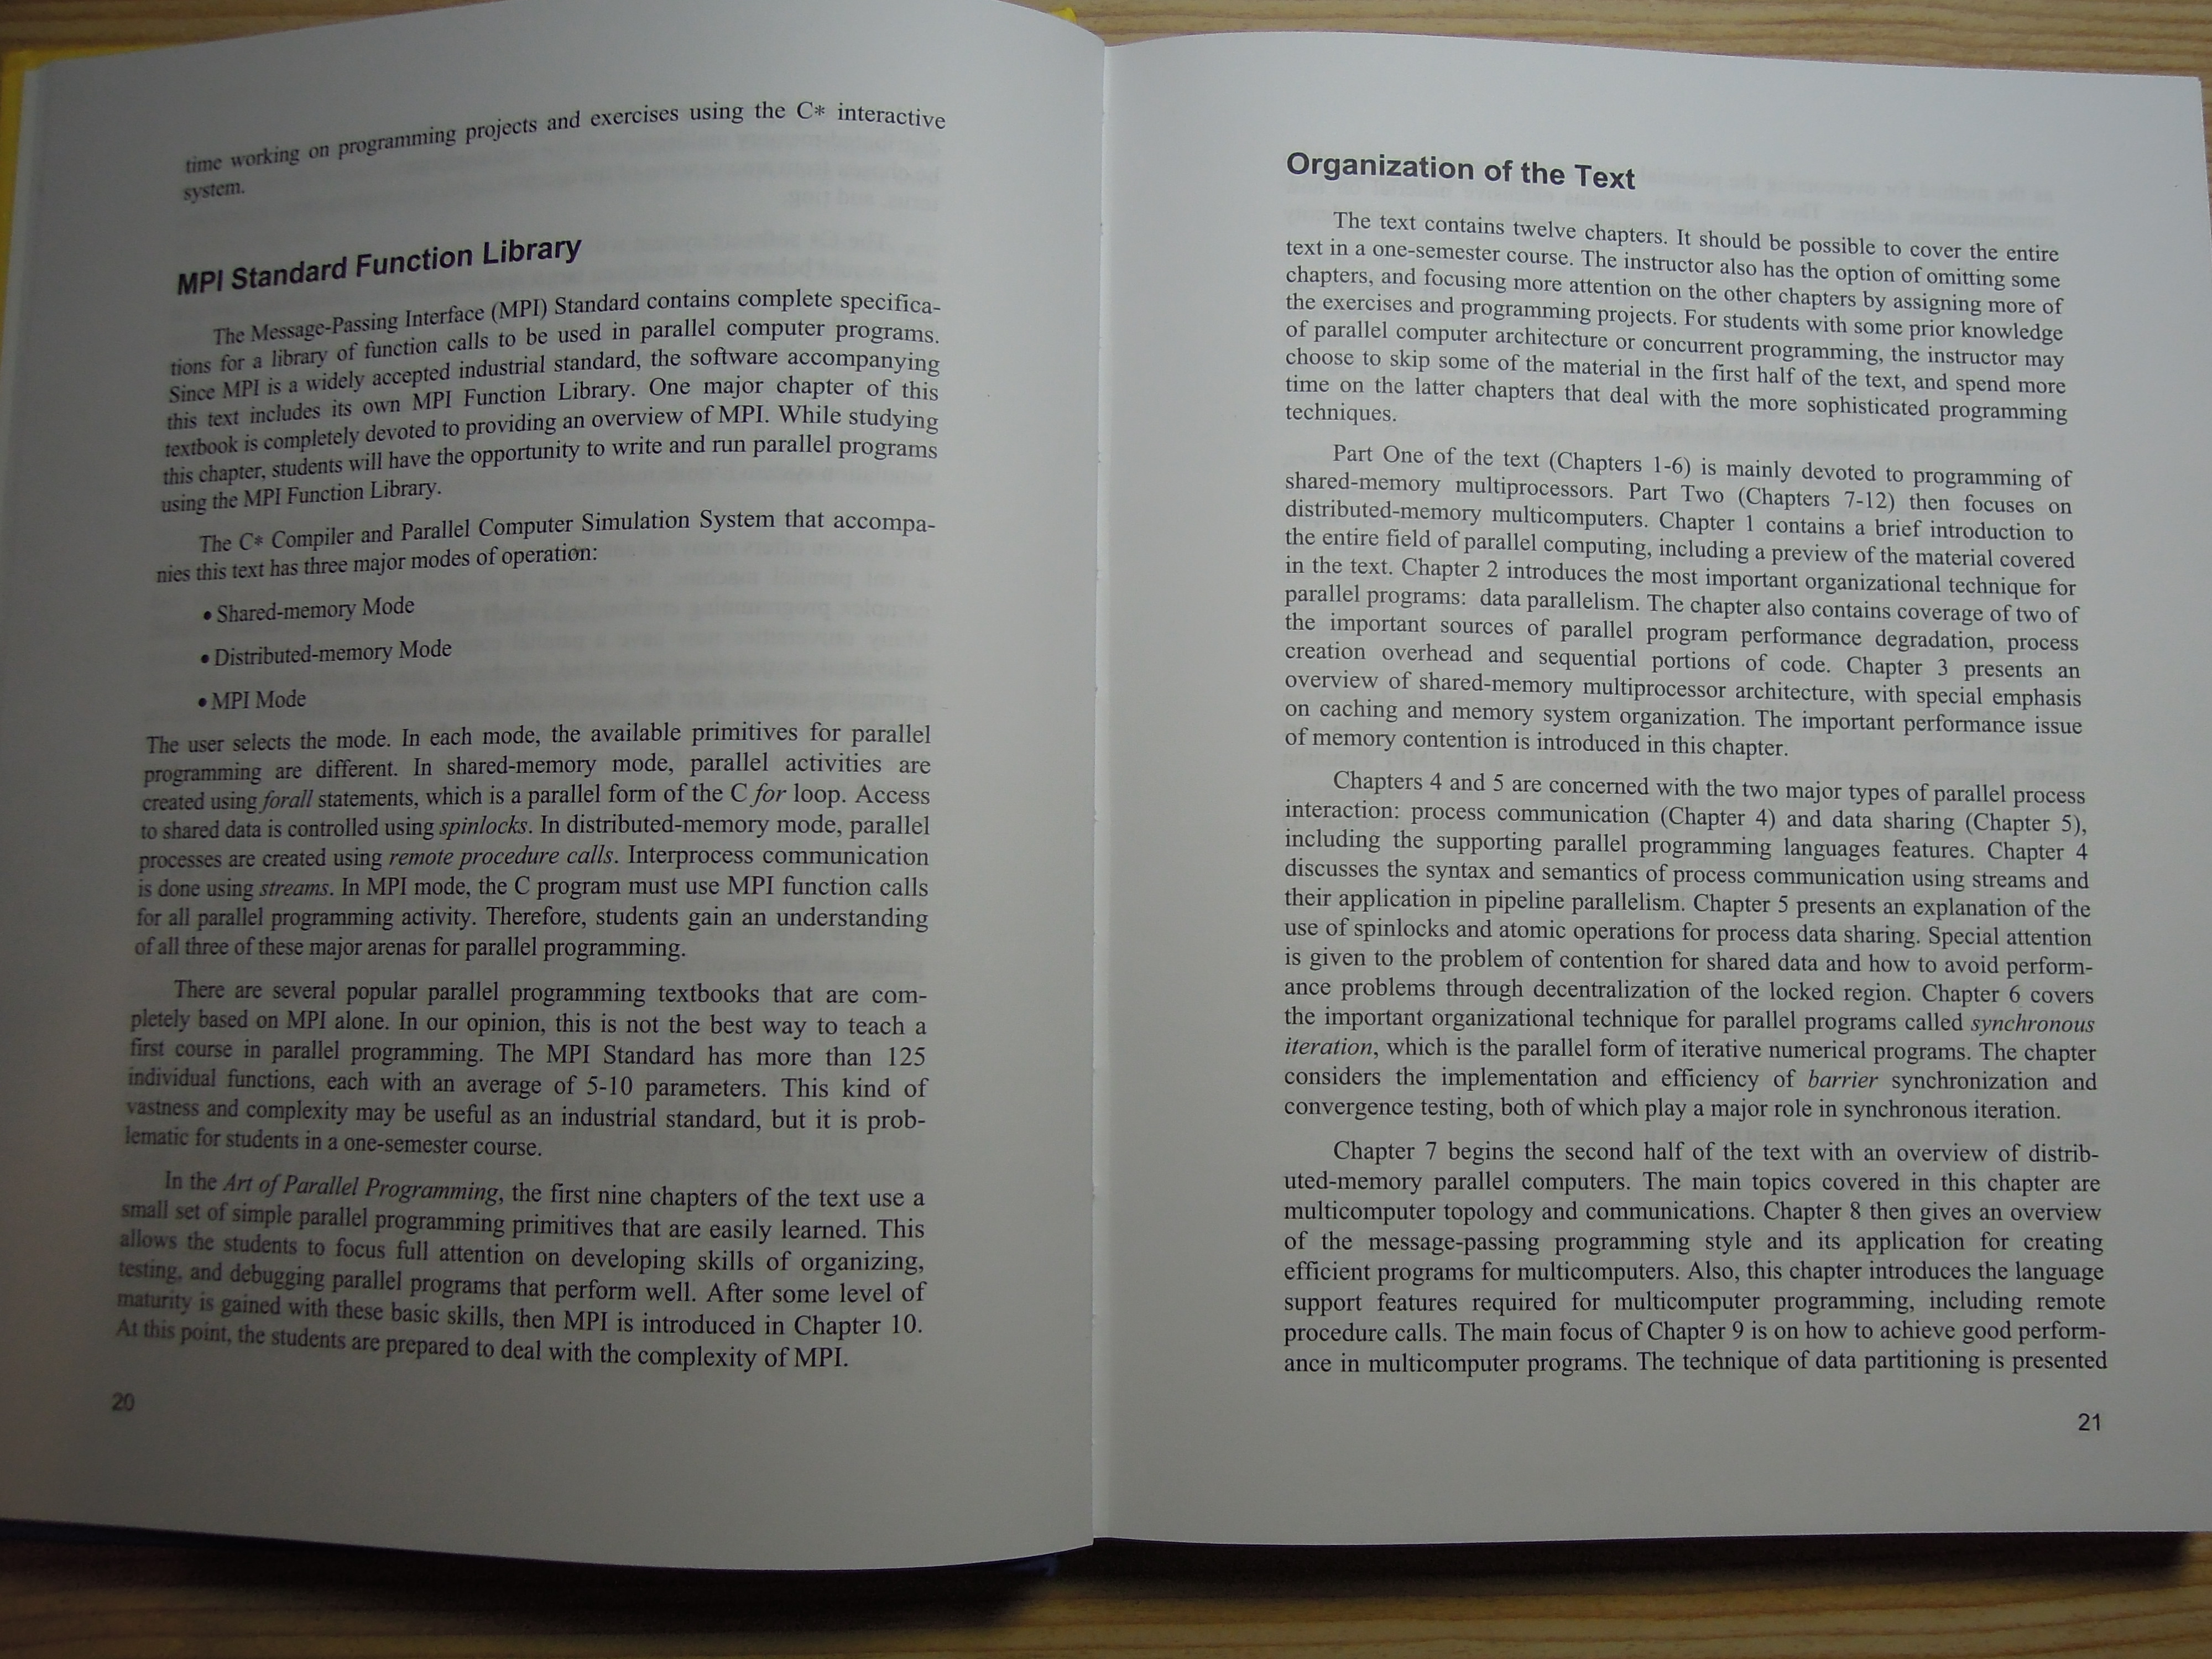 time working on programming projects and exercises using the C* interactive
system.
MPI Standard Function Library
The Message-Passing Interface (MPI) Standard contains complete specifica-
tions for a library of function calls to be used in parallel computer programs.
Since MPI is a widely accepted industrial standard, the software accompanying
this text includes its own MPI Function Library. One major chapter of this
textbook is completely devoted to providing an overview of MPI. While studying
this chapter, students will have the opportunity to write and run parallel programs
using the MPI Function Library.
The C* Compiler and Parallel Computer Simulation System that accompa-
nies this text has three major modes of operation:
• Shared-memory Mode
• Distributed-memory Mode
• MPI Mode
The user selects the mode. In each mode, the available primitives for parallel
programming are different. In shared-memory mode, parallel activities are
created using forall statements, which is a parallel form of the C for loop. Access
to shared data is controlled using spinlocks. In distributed-memory mode, parallel
processes are created using remote procedure calls. Interprocess communication
is done using streams. In MPI mode, the C program must use MPI function calls
for all parallel programming activity. Therefore, students gain an understanding
of all three of these major arenas for parallel programming.
There are several popular parallel programming textbooks that are com-
pletely based on MPI alone. In our opinion, this is not the best way to teach a
first course in parallel programming. The MPI Standard has more than 125
individual functions, each with an average of 5-10 parameters. This kind of
vastness and complexity may be useful as an industrial standard, but it is prob-
lematic for students in a one-semester course.
In the Art of Parallel Programming, the first nine chapters of the text use a
small set of simple parallel programming primitives that are easily learned. This
allows the students to focus full attention on developing skills of organizing,
testing, and debugging parallel programs that perform well. After some level of
maturity is gained with these basic skills, then MPI is introduced in Chapter 10.
At this point, the students are prepared to deal with the complexity of MPI.
20
Organization of the Text
The text contains twelve chapters. It should be possible to cover the entire
text in a one-semester course. The instructor also has the option of omitting some
chapters, and focusing more attention on the other chapters by assigning more of
the exercises and programming projects. For students with some prior knowledge
of parallel computer architecture or concurrent programming, the instructor may
choose to skip some of the material in the first half of the text, and spend more
time on the latter chapters that deal with the more sophisticated programming
techniques.
Part One of the text (Chapters 1-6) is mainly devoted to programming of
shared-memory multiprocessors. Part Two (Chapters 7-12) then focuses on
distributed-memory multicomputers. Chapter 1 contains a brief introduction to
the entire field of parallel computing, including a preview of the material covered
in the text. Chapter 2 introduces the most important organizational technique for
parallel programs: data parallelism. The chapter also contains coverage of two of
the important sources of parallel program performance degradation, process
creation overhead and sequential portions of code. Chapter 3 presents an
overview of shared-memory multiprocessor architecture, with special emphasis
on caching and memory system organization. The important performance issue
of memory contention is introduced in this chapter.
Chapters 4 and 5 are concerned with the two major types of parallel process
interaction: process communication (Chapter 4) and data sharing (Chapter 5),
including the supporting parallel programming languages features. Chapter 4
discusses the syntax and semantics of process communication using streams and
their application in pipeline parallelism. Chapter 5 presents an explanation of the
use of spinlocks and atomic operations for process data sharing. Special attention
is given to the problem of contention for shared data and how to avoid perform-
ance problems through decentralization of the locked region. Chapter 6 covers
the important organizational technique for parallel programs called synchronous
iteration, which is the parallel form of iterative numerical programs. The chapter
considers the implementation and efficiency of barrier synchronization and
convergence testing, both of which play a major role in synchronous iteration.
Chapter 7 begins the second half of the text with an overview of distrib-
uted-memory parallel computers. The main topics covered in this chapter are
multicomputer topology and communications. Chapter 8 then gives an overview
of the message-passing programming style and its application for creating
efficient programs for multicomputers. Also, this chapter introduces the language
support features required for multicomputer programming, including remote
procedure calls. The main focus of Chapter 9 is on how to achieve good perform-
ance in multicomputer programs. The technique of data partitioning is presented
21